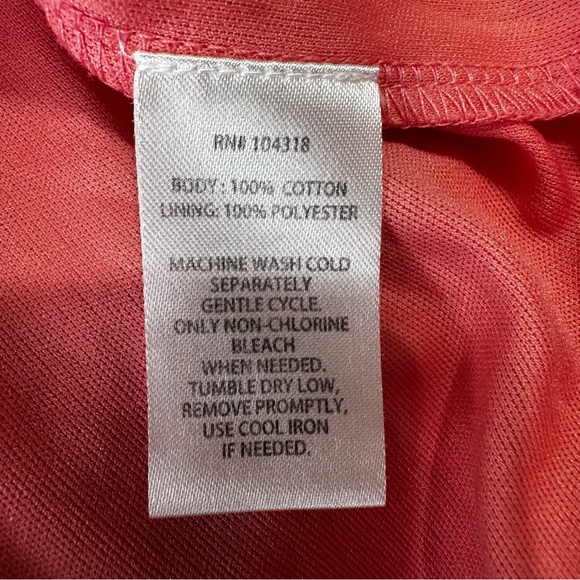 RN# 104318
BODY: 100% COTTON
LINING: 100% POLYESTER
MACHINE WASH COLD
SEPARATELY
GENTLE CYCLE.
ONLY NON-CHLORINE
BLEACH
WHEN NEEDED.
TUMBLE DRY LOW,
REMOVE PROMPTLY,
USE COOL IRON
IF NEEDED.